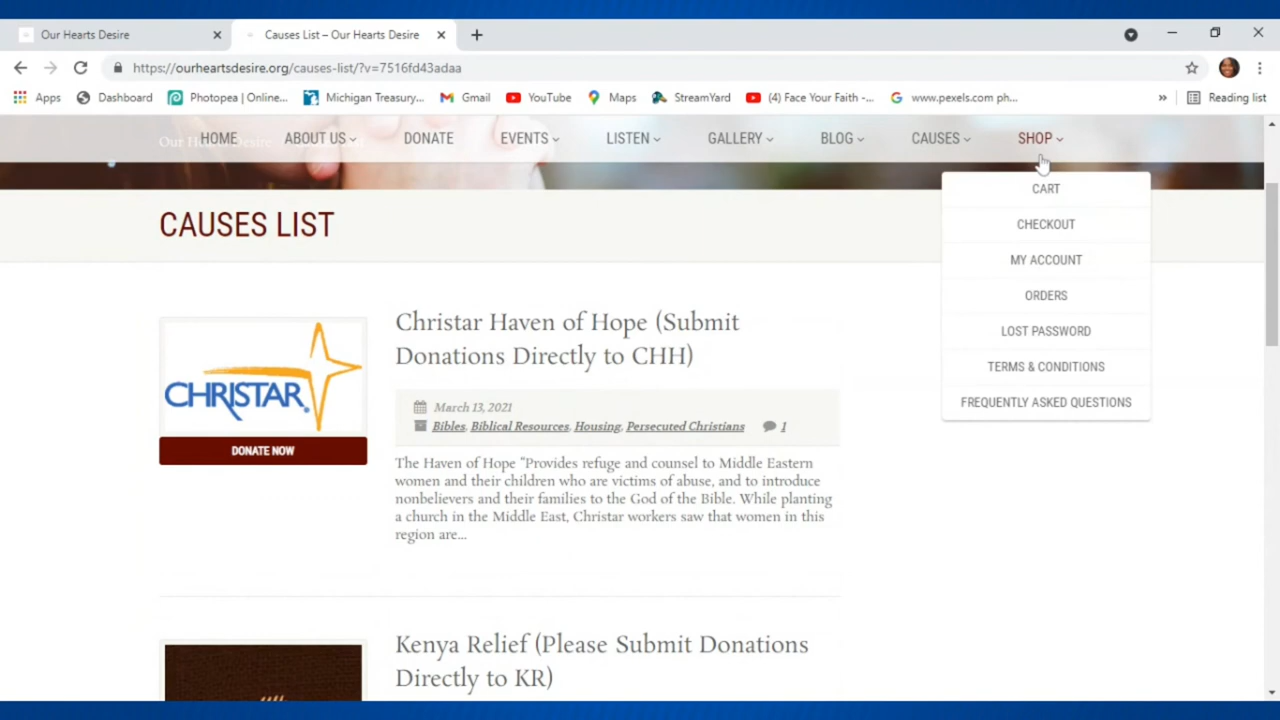 Our Hearts Desire
Causes List – Our Hearts Desire
https://ourheartsdesire.org/causes-list/?v=7516fd43adaa
Apps Dashboard Photopea | Online... Michigan Treasury... Gmail YouTube Maps StreamYard (4) Face Your Faith -... www.pexels.com ph... » Reading list
Our Hearts Desire
HOME ABOUT US DONATE EVENTS LISTEN GALLERY BLOG CAUSES SHOP
CART
CHECKOUT
MY ACCOUNT
ORDERS
LOST PASSWORD
TERMS & CONDITIONS
FREQUENTLY ASKED QUESTIONS
CAUSES LIST
CHRISTAR®
DONATE NOW
Christar Haven of Hope (Submit
Donations Directly to CHH)
March 13, 2021
Bibles, Biblical Resources, Housing, Persecuted Christians 1
The Haven of Hope “Provides refuge and counsel to Middle Eastern
women and their children who are victims of abuse, and to introduce
nonbelievers and their families to the God of the Bible. While planting
a church in the Middle East, Christar workers saw that women in this
region are...
Kenya Relief (Please Submit Donations
Directly to KR)